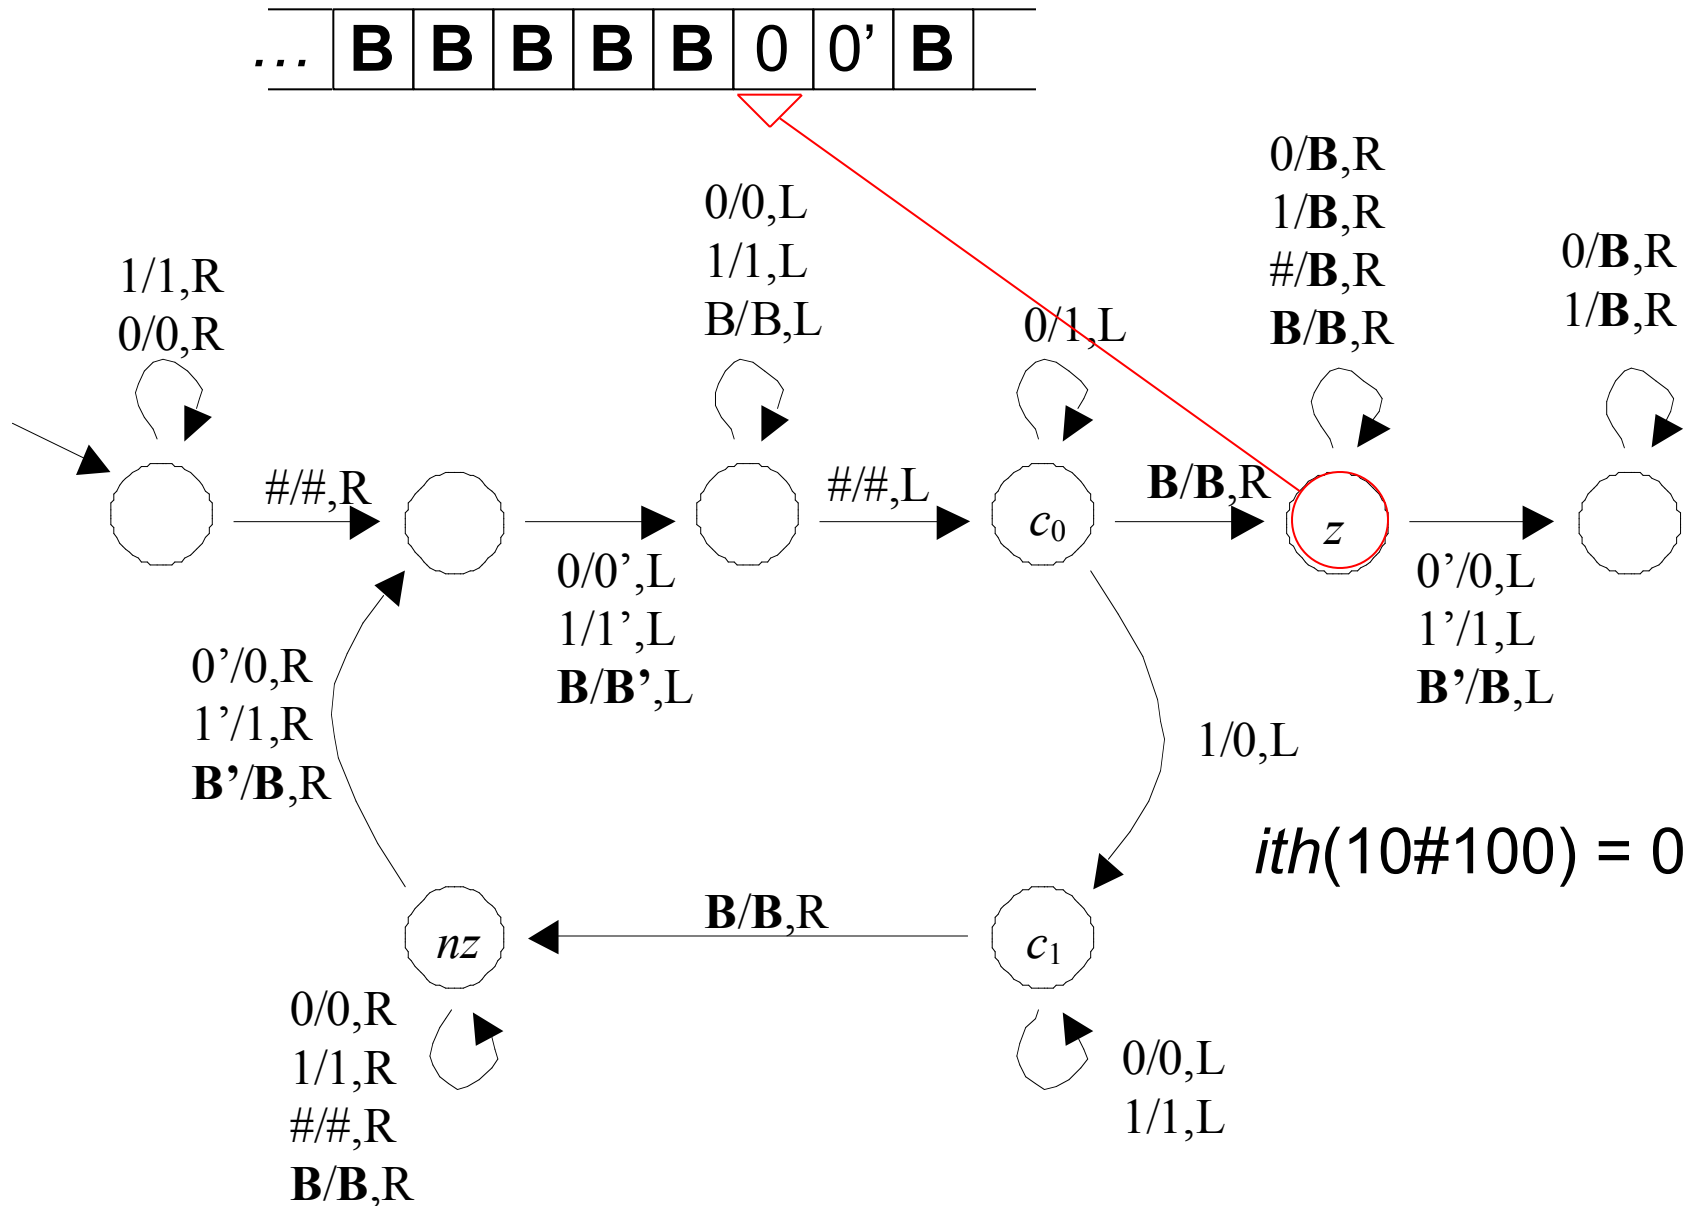 ... B B B B B 0 0’ B
0/B,R
1/B,R
#/B,R
B/B,R
0/0,L
1/1,L
B/B,L
0/B,R
1/B,R
1/1,R
0/0,R
0/1,L
#/#,R
#/#,L
B/B,R
c0
z
0/0’,L
1/1’,L
B/B’,L
0’/0,L
1’/1,L
B’/B,L
0’/0,R
1’/1,R
B’/B,R
1/0,L
ith(10#100) = 0
B/B,R
nz
c1
0/0,R
1/1,R
#/#,R
B/B,R
0/0,L
1/1,L